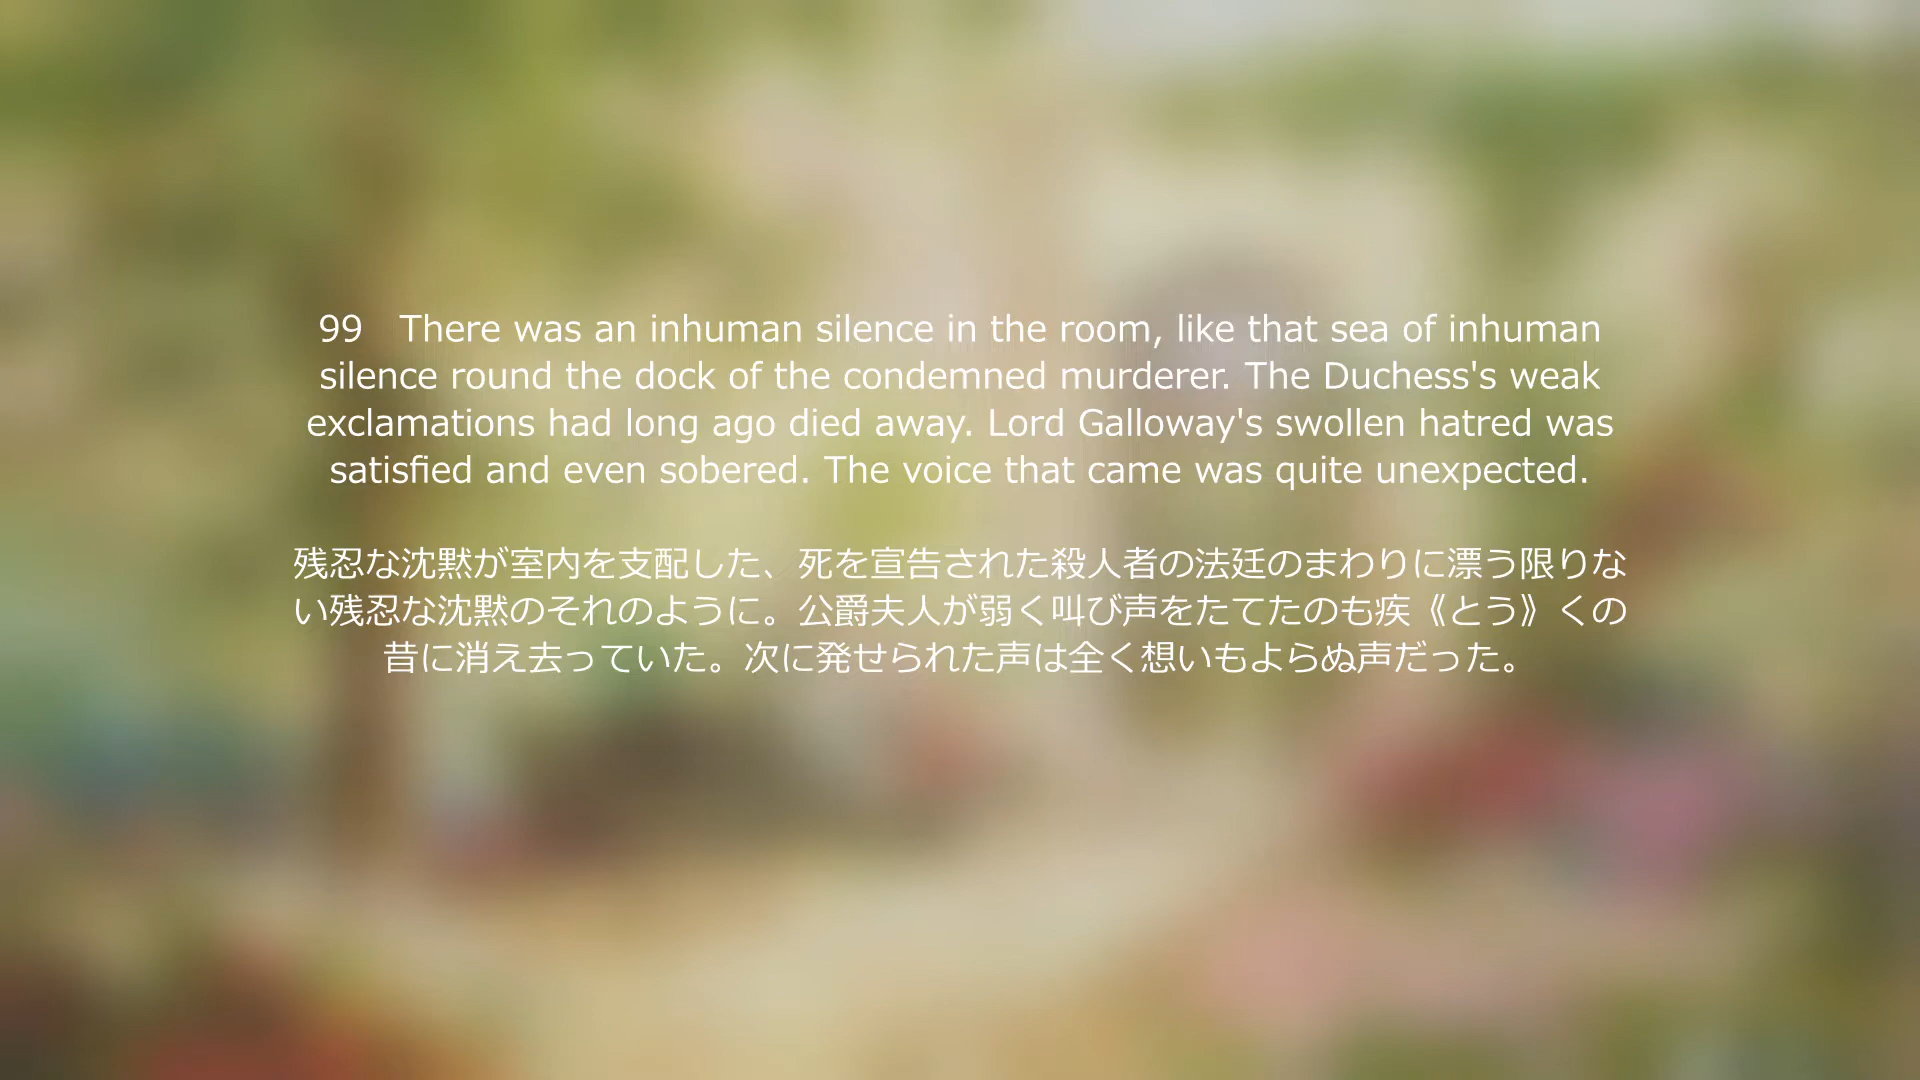 99　There was an inhuman silence in the room, like that sea of inhuman
silence round the dock of the condemned murderer. The Duchess's weak
exclamations had long ago died away. Lord Galloway's swollen hatred was
satisfied and even sobered. The voice that came was quite unexpected.
残忍な沈黙が室内を支配した、死を宣告された殺人者の法廷のまわりに漂う限りな
い残忍な沈黙のそれのように。公爵夫人が弱く叫び声をたてたのも疾《とう》くの
昔に消え去っていた。次に発せられた声は全く想いもよらぬ声だった。